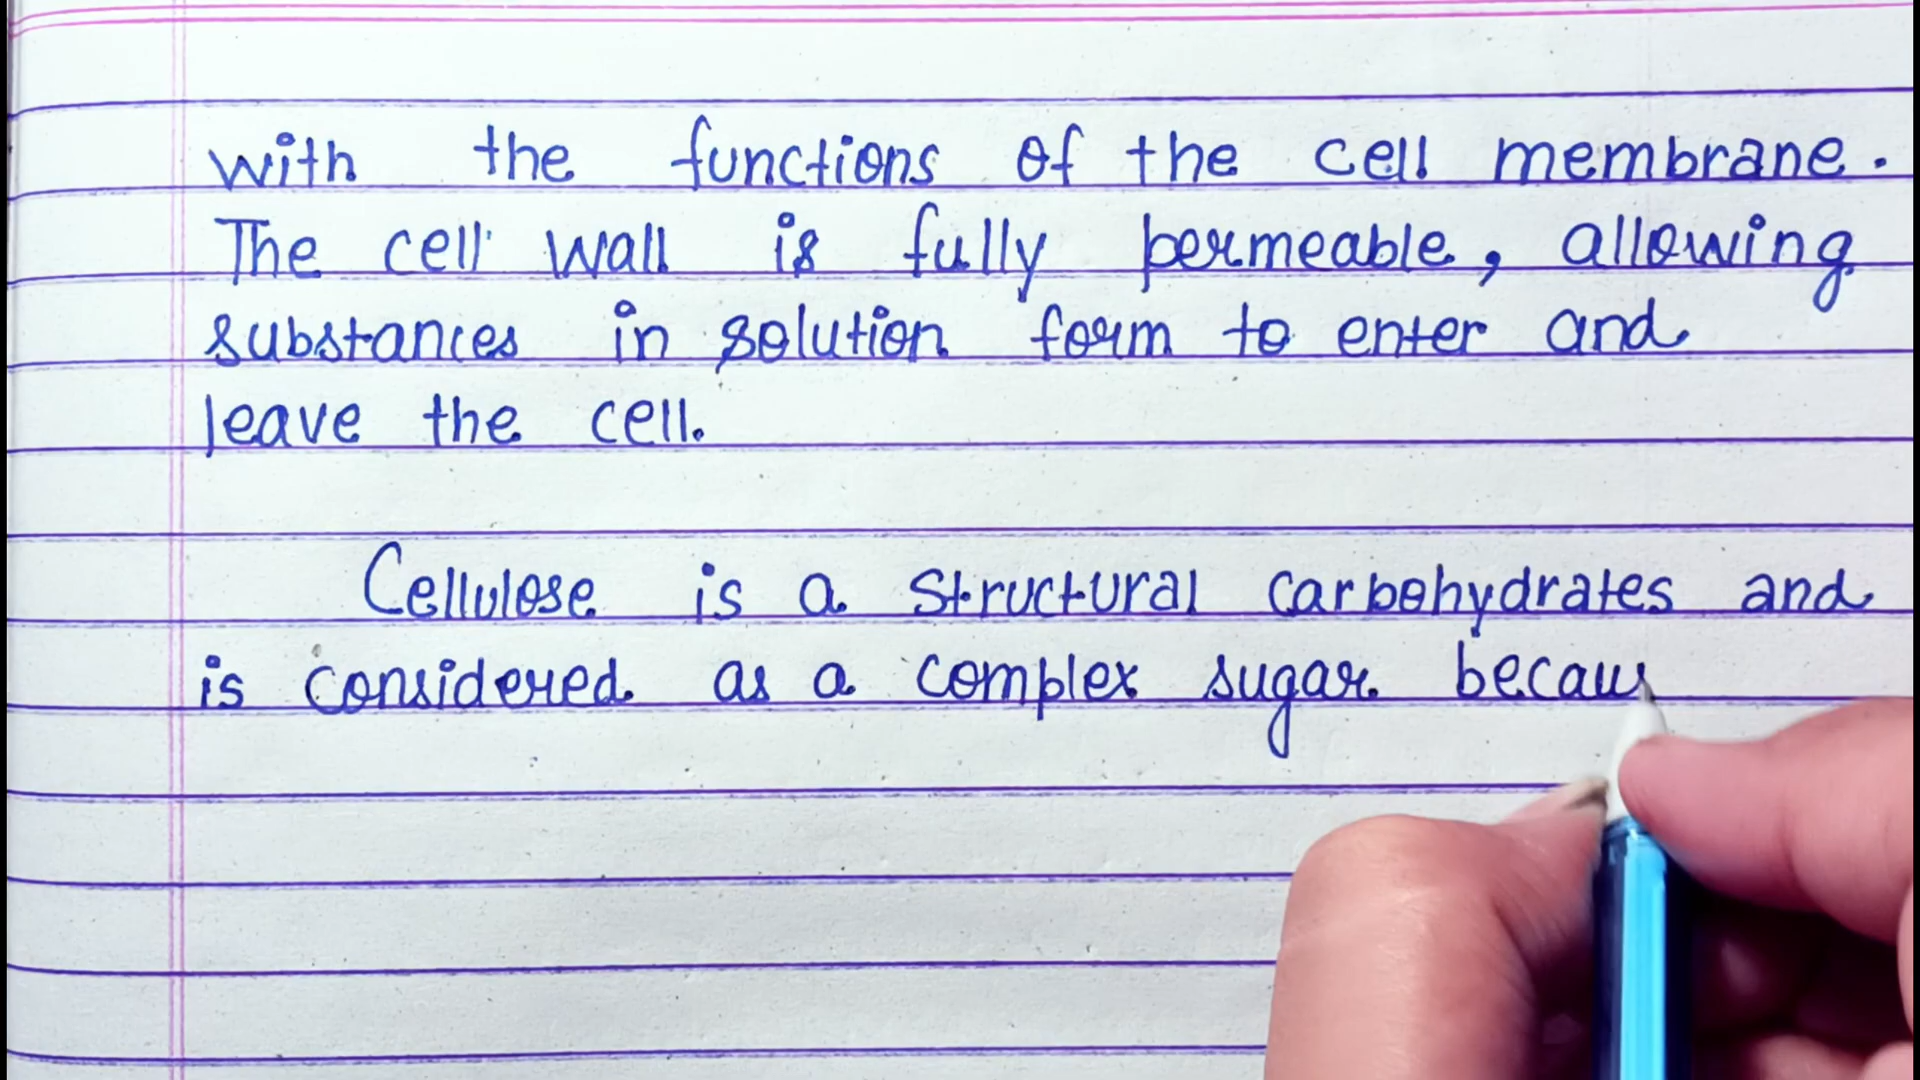 with the functions of the cell membrane.
The cell wall is fully permeable, allowing
substances in solution form to enter and
leave the cell.
Cellulose is a structural carbohydrates and
is considered as a complex sugar becau